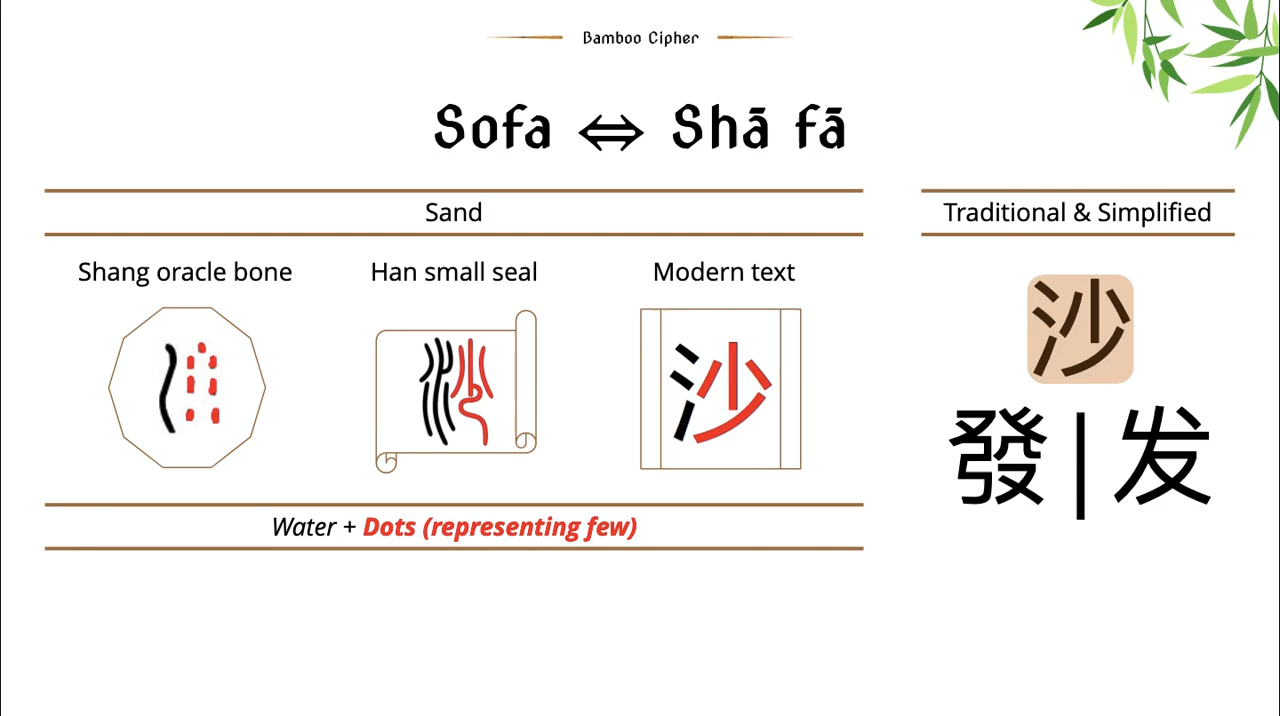 Bamboo Cipher
Sofa ⇔ Shā fā
Sand
Traditional & Simplified
Shang oracle bone
Han small seal
Modern text
沙
沙
發 | 发
Water + Dots (representing few)